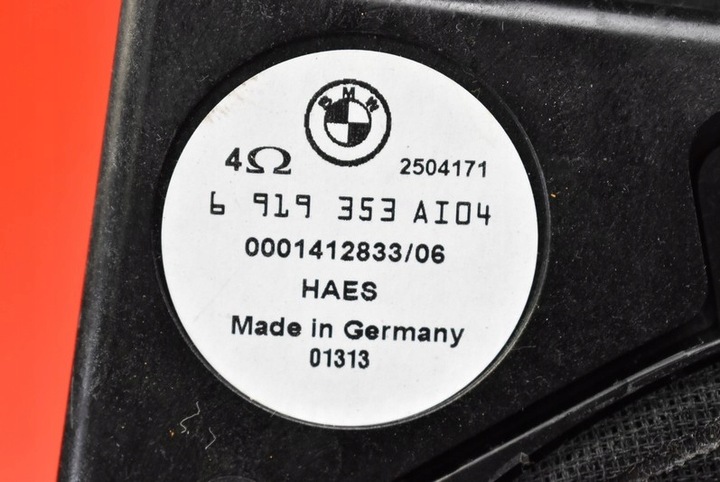 BMW
4Ω 2504171
6 919 353 AI04
0001412833/06
HAES
Made in Germany
01313